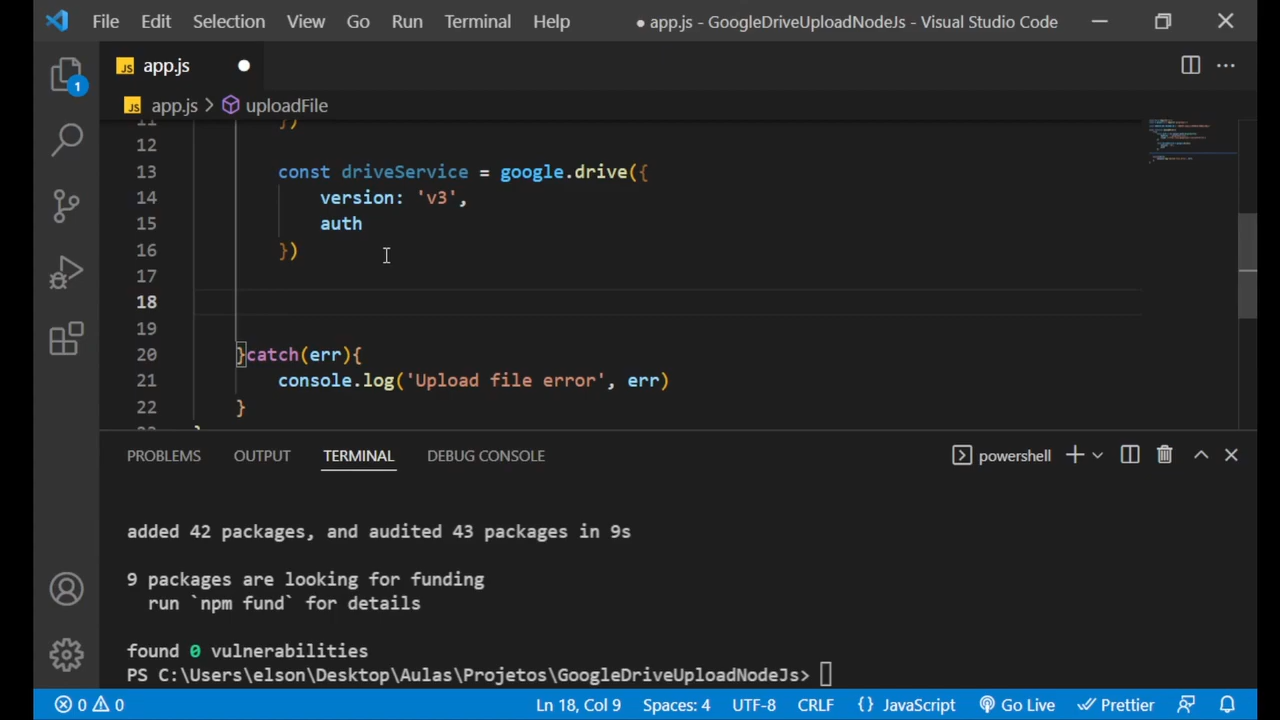 File Edit Selection View Go Run Terminal Help ● app.js - GoogleDriveUploadNodeJs - Visual Studio Code
JS app.js
JS app.js > uploadFile
1
11 })
12
13 const driveService = google.drive({
14 version: 'v3',
15 auth
16 })
17
18
19
20 }catch(err){
21 console.log('Upload file error', err)
22 }
23 }
PROBLEMS OUTPUT TERMINAL DEBUG CONSOLE powershell
added 42 packages, and audited 43 packages in 9s
9 packages are looking for funding
run `npm fund` for details
found 0 vulnerabilities
PS C:\Users\elson\Desktop\Aulas\Projetos\GoogleDriveUploadNodeJs>
0 0 Ln 18, Col 9 Spaces: 4 UTF-8 CRLF {} JavaScript Go Live Prettier